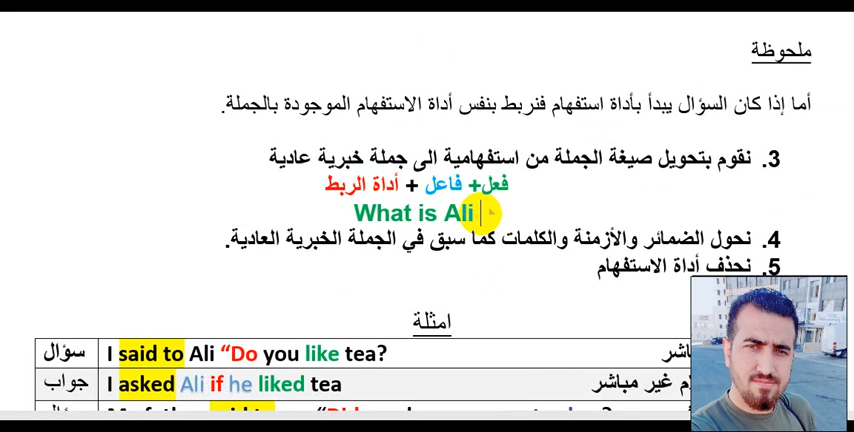 ملحوظة
أما إذا كان السؤال يبدأ بأداة استفهام فنربط بنفس أداة الاستفهام الموجودة بالجملة.
3. نقوم بتحويل صيغة الجملة من استفهامية الى جملة خبرية عادية
فعل+ فاعل + أداة الربط
What is Ali
4. نحول الضمائر والأزمنة والكلمات كما سبق في الجملة الخبرية العادية.
5. نحذف أداة الاستفهام
امثلة
سؤال I said to Ali “Do you like tea?
جواب I asked Ali if he liked tea غير مباشر